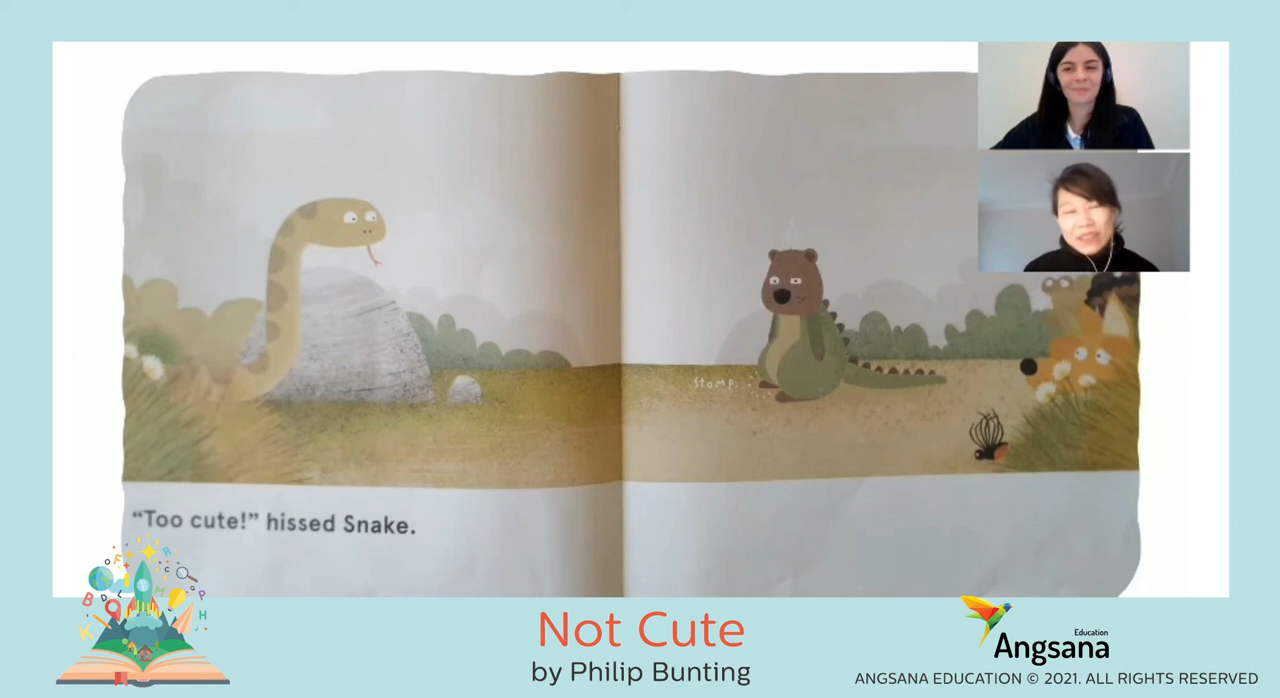 Stomp.
“Too cute!” hissed Snake.
Not Cute
by Philip Bunting
Education
Angsana
ANGSANA EDUCATION © 2021. ALL RIGHTS RESERVED